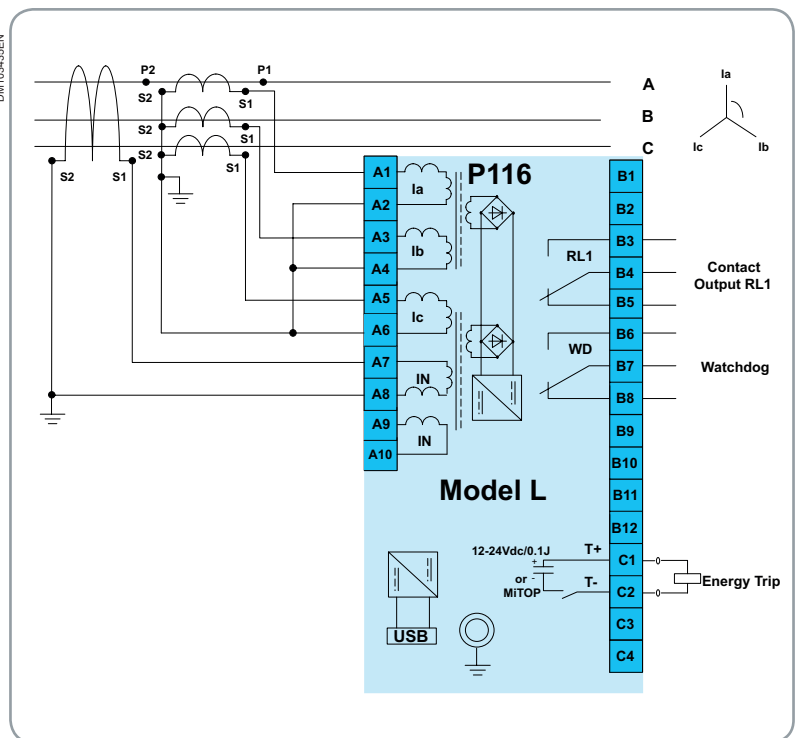 DM105435EN
P2 P1 A
S2 S1
B
S2 S1
C
S2 S1
S2 S1
Ia
Ic Ib
P116
A1 Ia
A2
A3 Ib
A4
A5 Ic
A6
A7 IN
A8
A9 IN
A10
B1
B2
B3
B4 RL1
B5
Contact
Output RL1
B6
B7 WD
B8
Watchdog
B9
B10
B11
B12
Model L
12-24Vdc/0.1J T+ C1
+
or
-
MiTOP T- C2
Energy Trip
C3
C4
USB